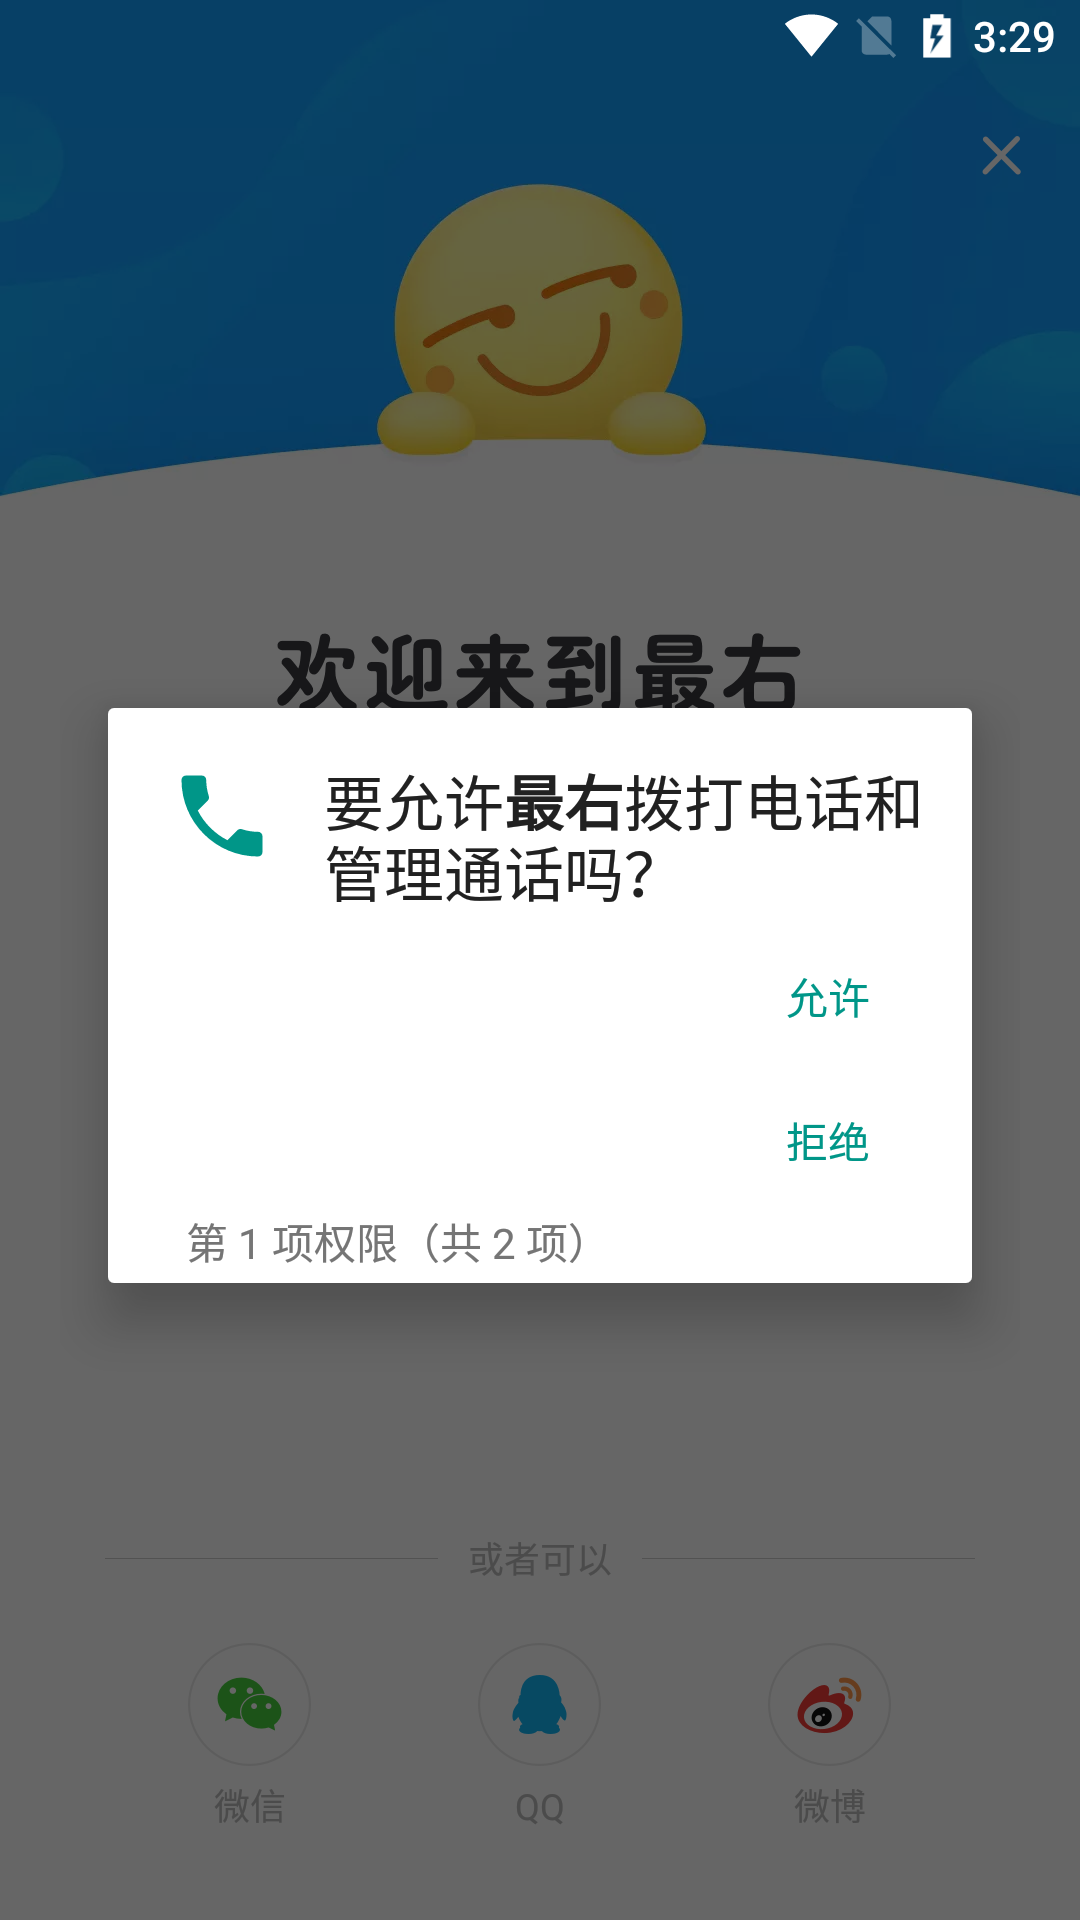 3:29
欢迎来到最右
要允许最右拨打电话和
管理通话吗？
允许
拒绝
第 1 项权限（共 2 项）
或者可以
微信
QQ
微博